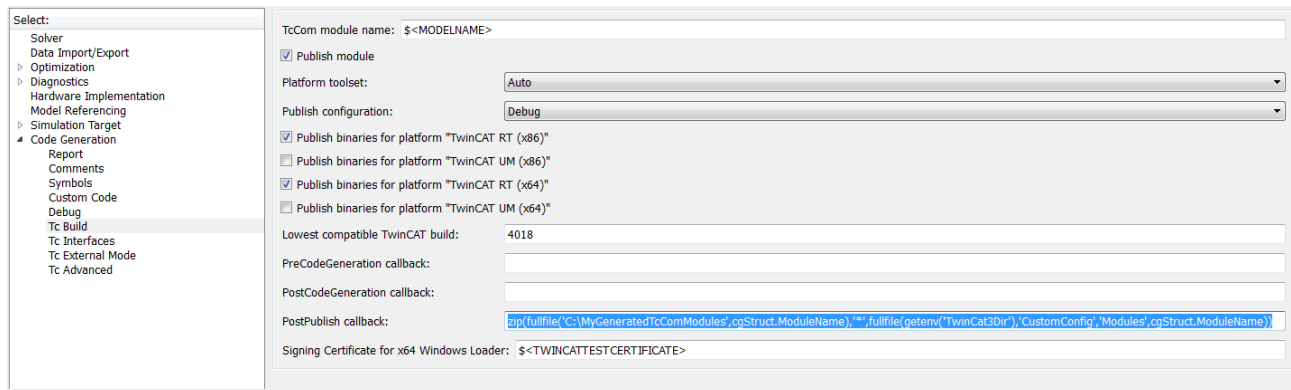 Select:
Solver
Data Import/Export
Optimization
Diagnostics
Hardware Implementation
Model Referencing
Simulation Target
Code Generation
Report
Comments
Symbols
Custom Code
Debug
Tc Build
Tc Interfaces
Tc External Mode
Tc Advanced
TcCom module name: $<MODELNAME>
Publish module
Platform toolset: Auto
Publish configuration: Debug
Publish binaries for platform "TwinCAT RT (x86)"
Publish binaries for platform "TwinCAT UM (x86)"
Publish binaries for platform "TwinCAT RT (x64)"
Publish binaries for platform "TwinCAT UM (x64)"
Lowest compatible TwinCAT build: 4018
PreCodeGeneration callback:
PostCodeGeneration callback:
PostPublish callback: zip(fullfile('C:\MyGeneratedTcComModules',cgStruct.ModuleName),'*',fullfile(getenv('TwinCat3Dir'),'CustomConfig','Modules',cgStruct.ModuleName))
Signing Certificate for x64 Windows Loader: $<TWINCATTESTCERTIFICATE>